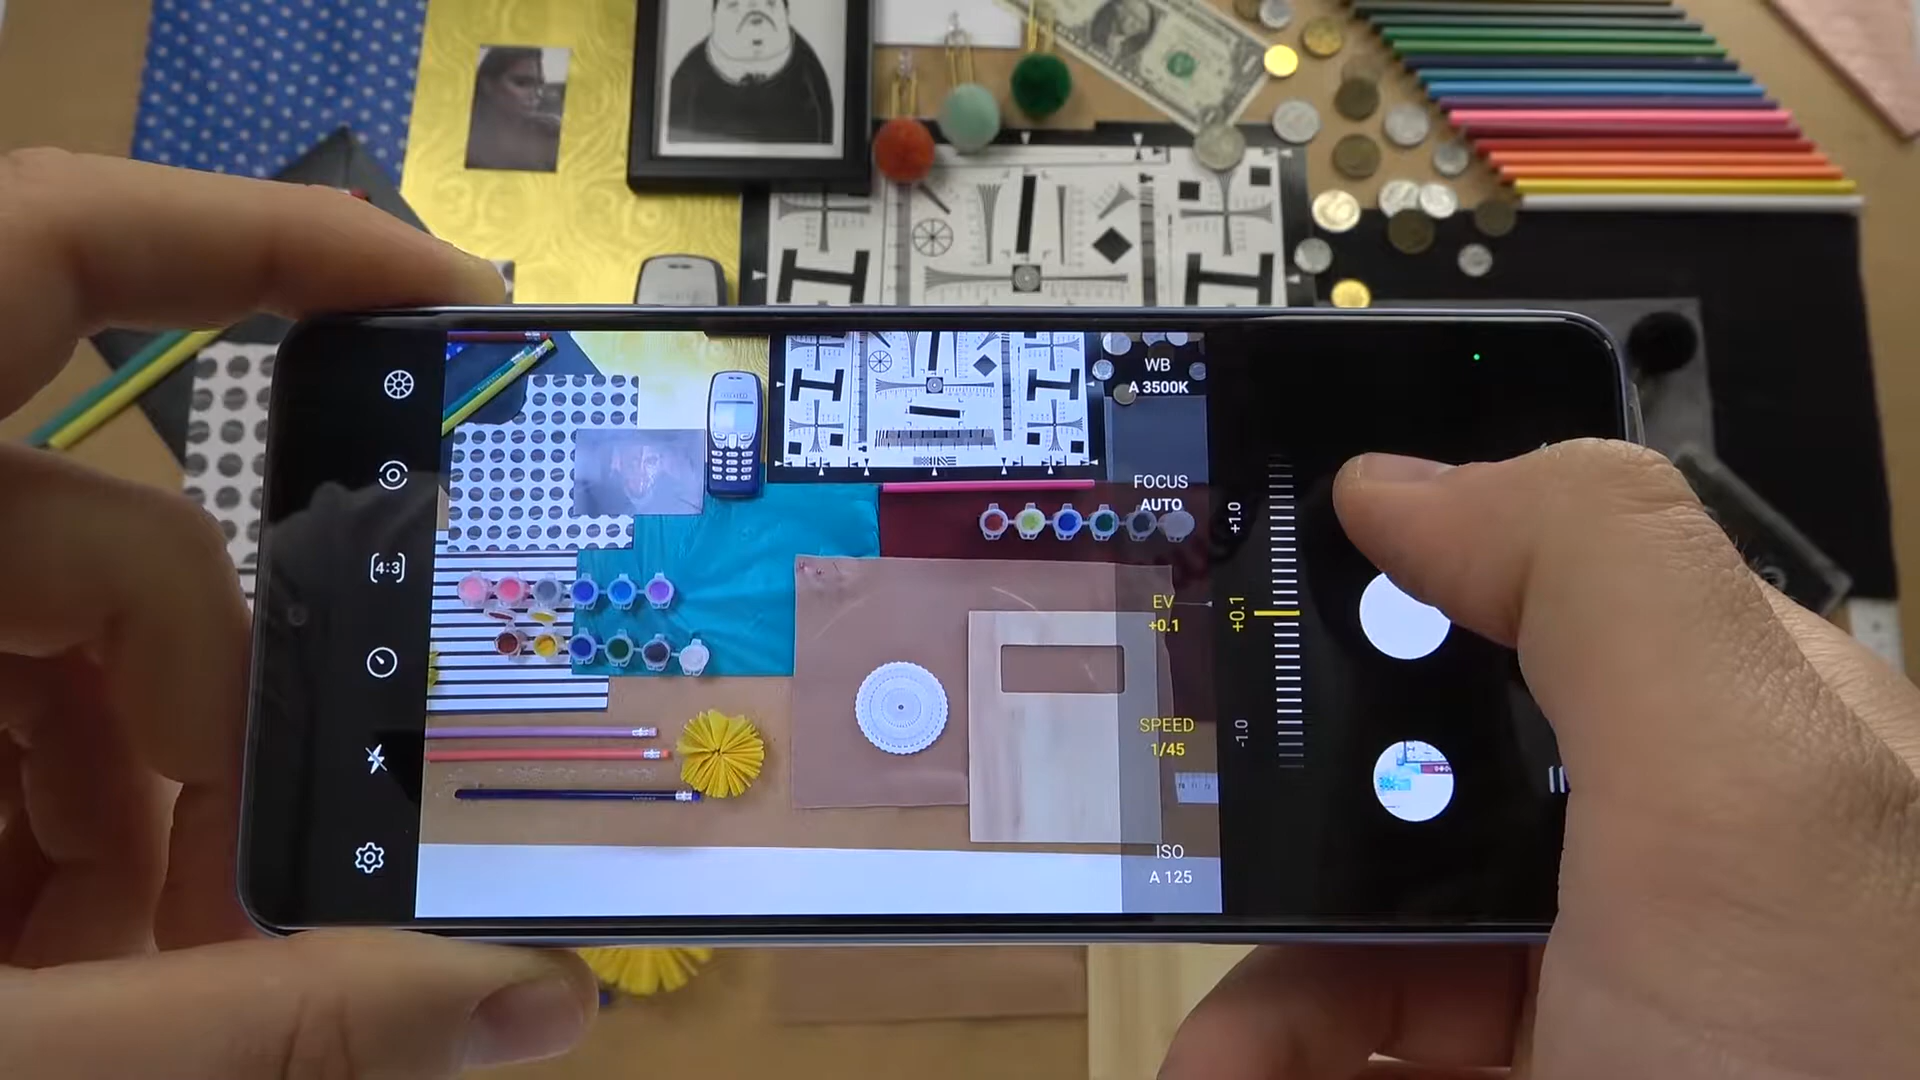 WB
A 3500K
4:3
FOCUS
AUTO
+1.0
EV
+0.1
+0.1
SPEED
1/45
-1.0
ISO
A 125